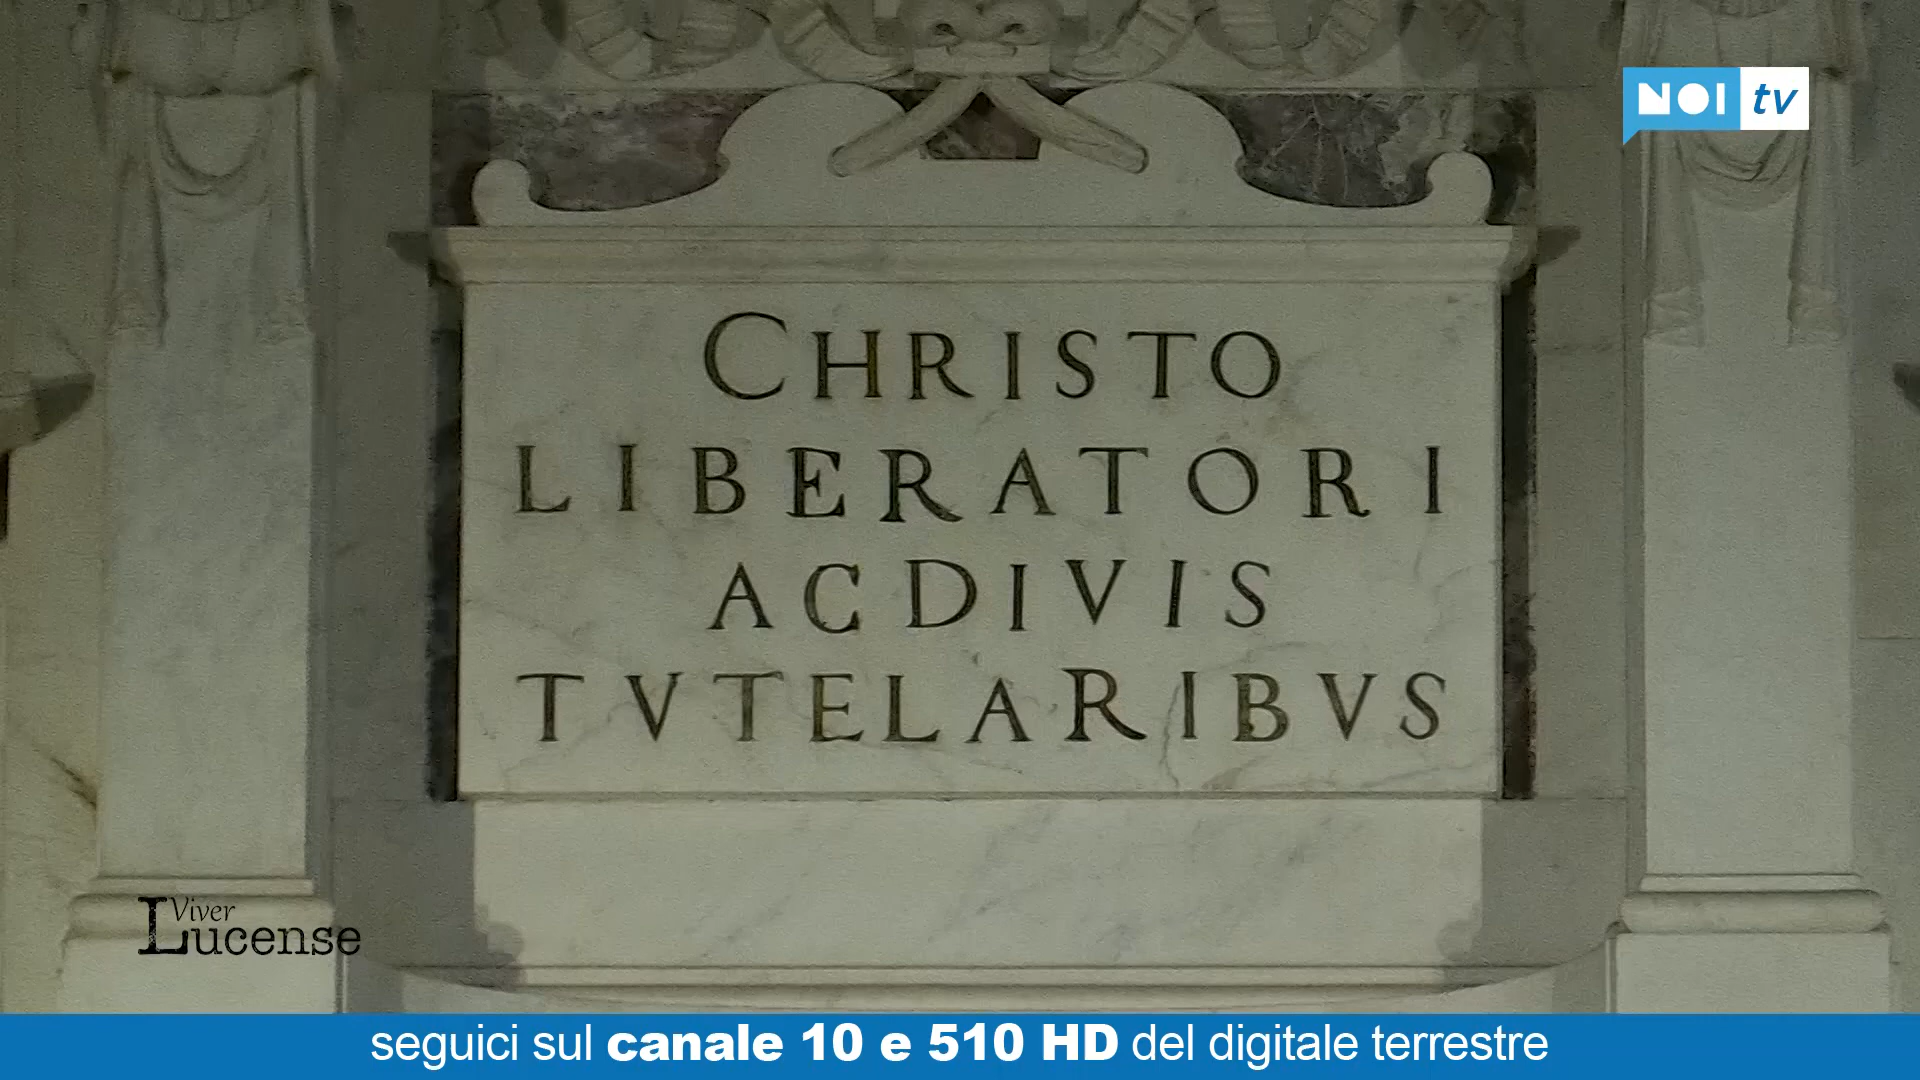 NOI tv
CHRISTO
LIBERATORI
AC DIVIS
TVTELARIBVS
Viver
Lucense
seguici sul canale 10 e 510 HD del digitale terrestre